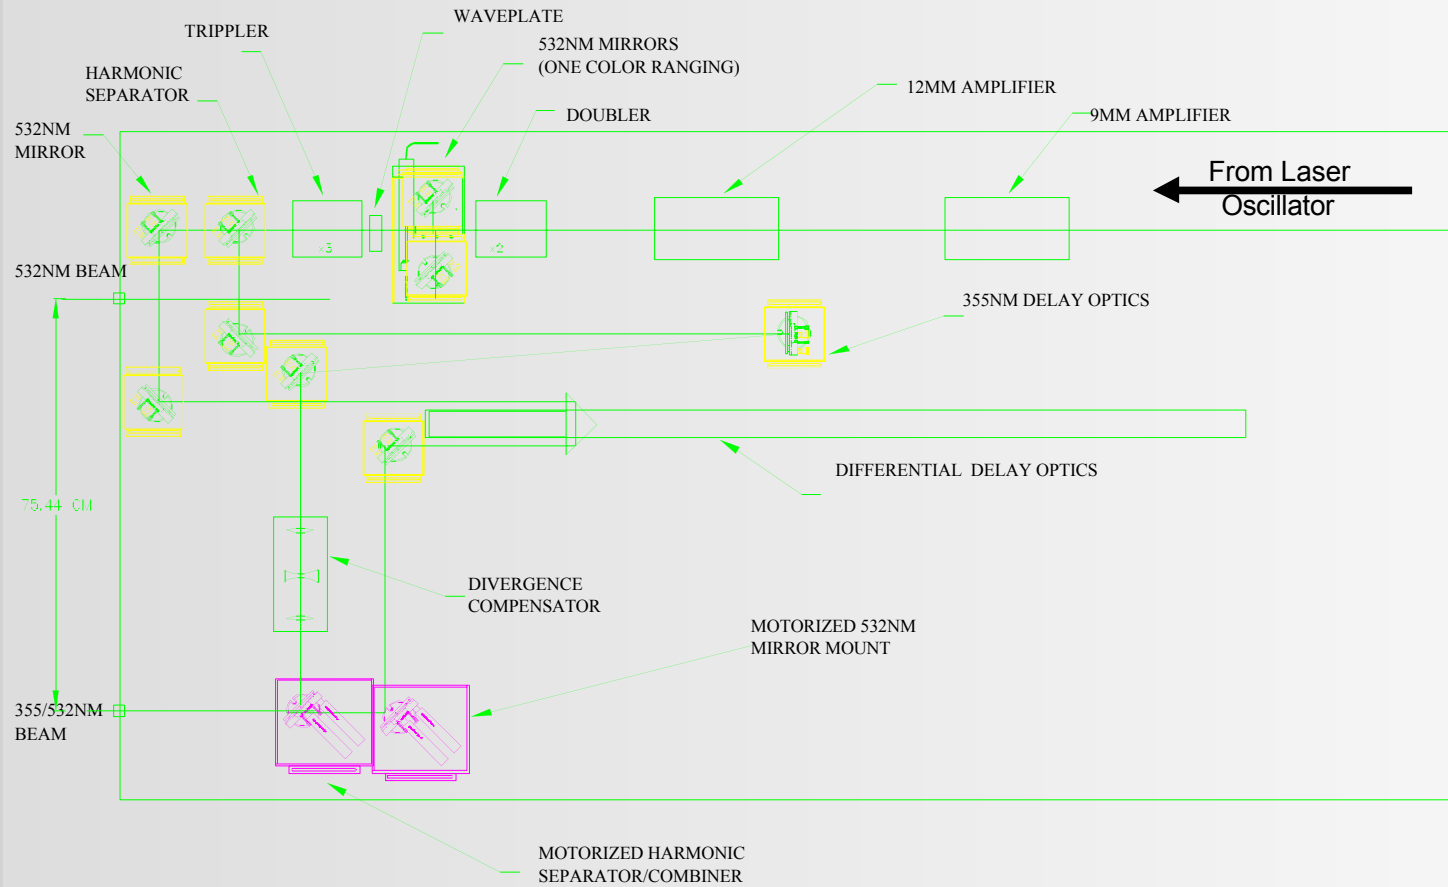 WAVEPLATE
TRIPPLER
532NM MIRRORS
(ONE COLOR RANGING)
HARMONIC
SEPARATOR
12MM AMPLIFIER
DOUBLER
9MM AMPLIFIER
532NM
MIRROR
From Laser
Oscillator
x3
x2
532NM BEAM
355NM DELAY OPTICS
DIFFERENTIAL DELAY OPTICS
75.44 CM
DIVERGENCE
COMPENSATOR
MOTORIZED 532NM
MIRROR MOUNT
355/532NM
BEAM
MOTORIZED HARMONIC
SEPARATOR/COMBINER